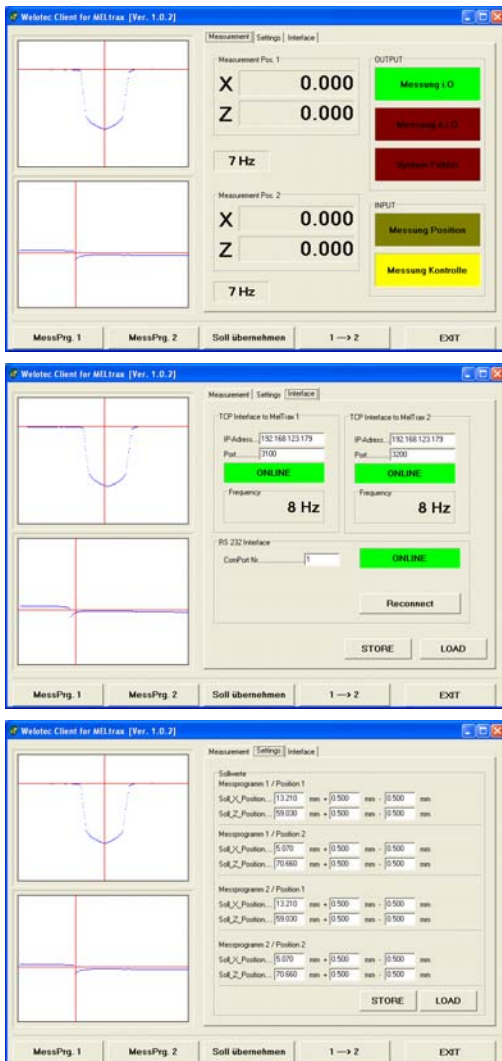 Welotec Client for MELtrax [Ver. 1.0.2]
Measurement Settings Interface
Measurement Pos. 1
X 0.000
Z 0.000
7 Hz
Measurement Pos. 2
X 0.000
Z 0.000
7 Hz
OUTPUT
Messung i.O
Messung n.i.O
System Fehler
INPUT
Messung Position
Messung Kontrolle
MessPrg. 1 MessPrg. 2 Soll übernehmen 1 --> 2 EXIT
Welotec Client for MELtrax [Ver. 1.0.2]
Measurement Settings Interface
TCP Interface to MelTrax 1
IP-Adress... 192.168.123.179
Port.......... 3100
ONLINE
Frequency
8 Hz
TCP Interface to MelTrax 2
IP-Adress... 192.168.123.179
Port.......... 3200
ONLINE
Frequency
8 Hz
RS 232 Interface
ComPort Nr.............. 1
ONLINE
Reconnect
STORE LOAD
MessPrg. 1 MessPrg. 2 Soll übernehmen 1 --> 2 EXIT
Welotec Client for MELtrax [Ver. 1.0.2]
Measurement Settings Interface
Sollwerte
Messprogramm 1 / Position 1
Soll_X_Position.... 13.210 mm + 0.500 mm - 0.500 mm
Soll_Z_Position.... 59.030 mm + 0.500 mm - 0.500 mm
Messprogramm 1 / Position 2
Soll_X_Position.... 5.070 mm + 0.500 mm - 0.500 mm
Soll_Z_Position.... 70.660 mm + 0.500 mm - 0.500 mm
Messprogramm 2 / Position 1
Soll_X_Position.... 13.210 mm + 0.500 mm - 0.500 mm
Soll_Z_Position.... 59.030 mm + 0.500 mm - 0.500 mm
Messprogramm 2 / Position 2
Soll_X_Position.... 5.070 mm + 0.500 mm - 0.500 mm
Soll_Z_Position.... 70.660 mm + 0.500 mm - 0.500 mm
STORE LOAD
MessPrg. 1 MessPrg. 2 Soll übernehmen 1 --> 2 EXIT